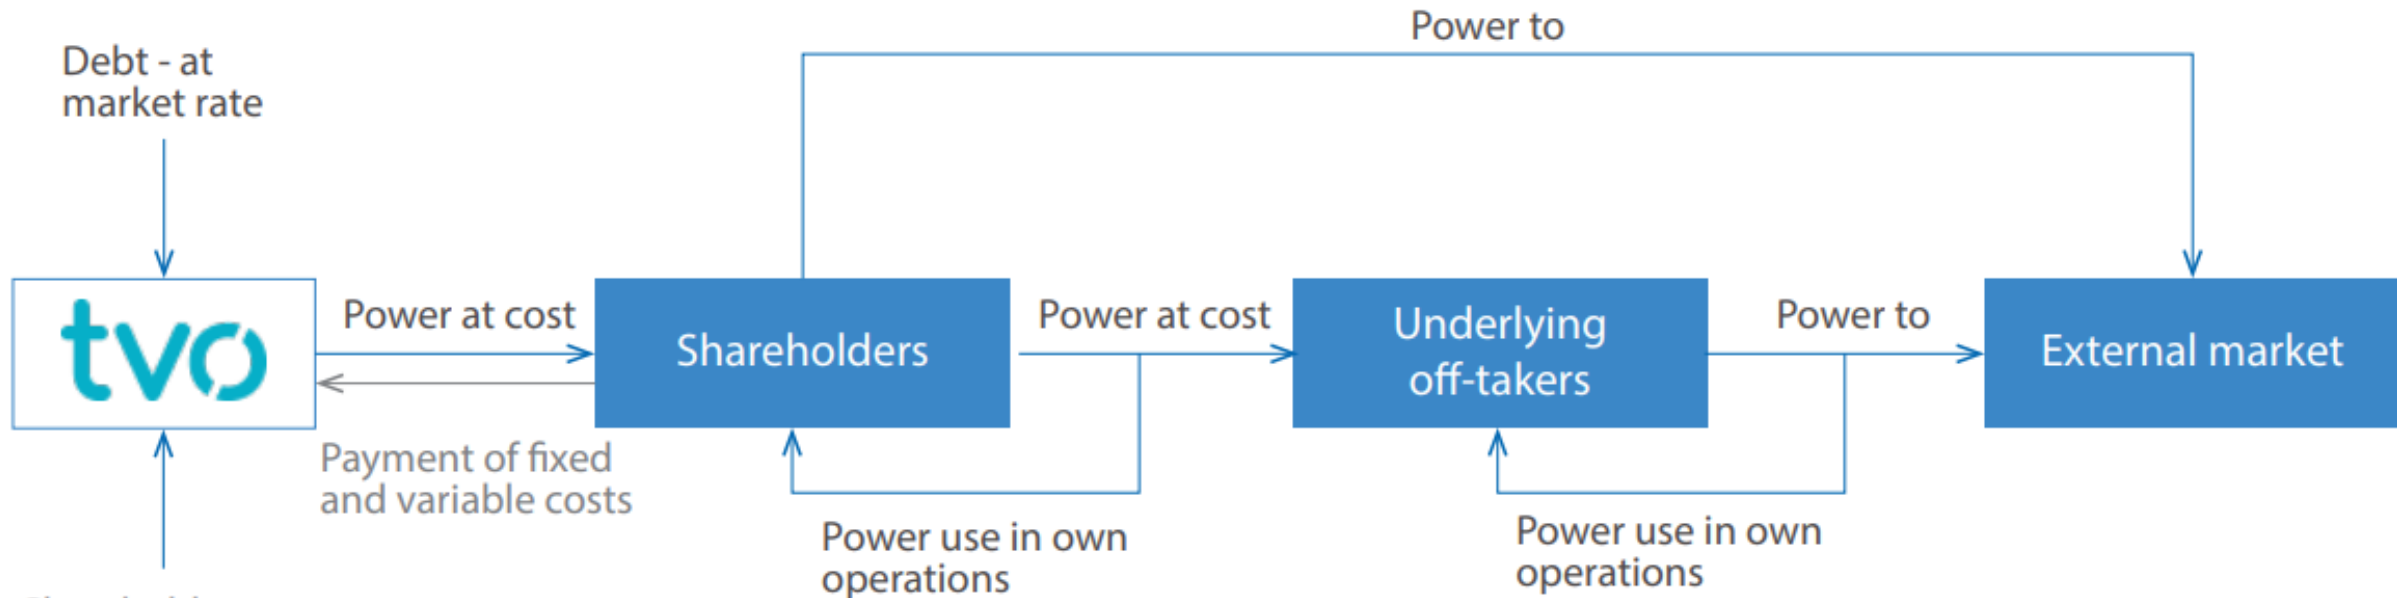 Power to
Debt - at
market rate
tvo
Power at cost
Shareholders
Power at cost
Underlying
off-takers
Power to
External market
Payment of fixed
and variable costs
Power use in own
operations
Power use in own
operations